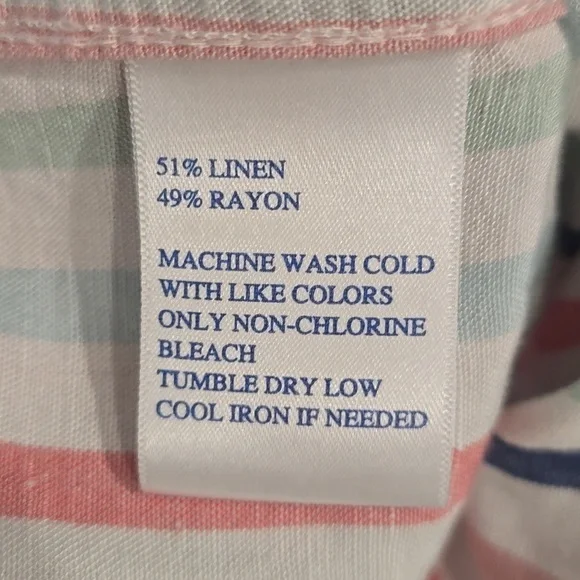 51% LINEN
49% RAYON
MACHINE WASH COLD
WITH LIKE COLORS
ONLY NON-CHLORINE
BLEACH
TUMBLE DRY LOW
COOL IRON IF NEEDED